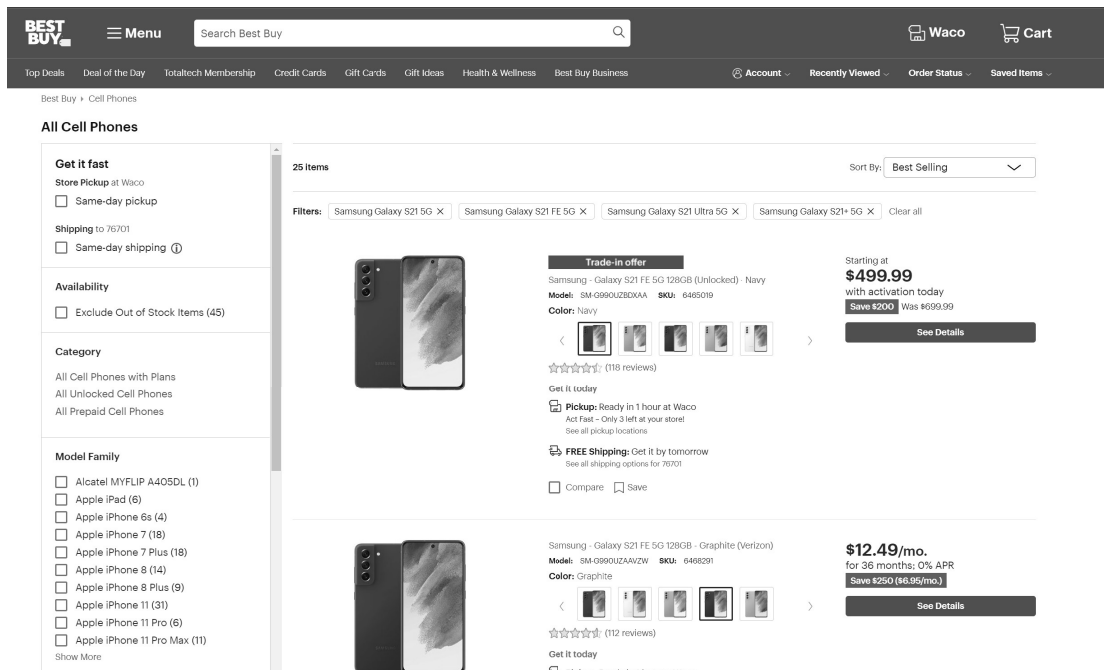 BEST
BUY
Menu
Search Best Buy
Waco
Cart
Top Deals Deal of the Day Totaltech Membership Credit Cards Gift Cards Gift Ideas Health & Wellness Best Buy Business Account Recently Viewed Order Status Saved Items
Best Buy Cell Phones
All Cell Phones
Get it fast
Store Pickup at Waco
Same-day pickup
Shipping to 76701
Same-day shipping
Availability
Exclude Out of Stock Items (45)
Category
All Cell Phones with Plans
All Unlocked Cell Phones
All Prepaid Cell Phones
Model Family
Alcatel MYFLIP A405DL (1)
Apple iPad (6)
Apple iPhone 6s (4)
Apple iPhone 7 (18)
Apple iPhone 7 Plus (18)
Apple iPhone 8 (14)
Apple iPhone 8 Plus (9)
Apple iPhone 11 (31)
Apple iPhone 11 Pro (6)
Apple iPhone 11 Pro Max (11)
Show More
25 items
Sort By: Best Selling
Filters: Samsung Galaxy S21 5G X Samsung Galaxy S21 FE 5G X Samsung Galaxy S21 Ultra 5G X Samsung Galaxy S21+ 5G X Clear all
Trade-in offer
Samsung - Galaxy S21 FE 5G 128GB (Unlocked) - Navy
Model: SM-G990UZBDXAA SKU: 6465019
Color: Navy
(118 reviews)
Get it today
Pickup: Ready in 1 hour at Waco
Act Fast – Only 3 left at your store!
See all pickup locations
FREE Shipping: Get it by tomorrow
See all shipping options for 76701
Compare Save
Starting at
$499.99
with activation today
Save $200 Was $699.99
See Details
Samsung - Galaxy S21 FE 5G 128GB - Graphite (Verizon)
Model: SM-G990UZAAVZW SKU: 6468291
Color: Graphite
(112 reviews)
Get it today
$12.49/mo.
for 36 months; 0% APR
Save $250 ($6.95/mo.)
See Details